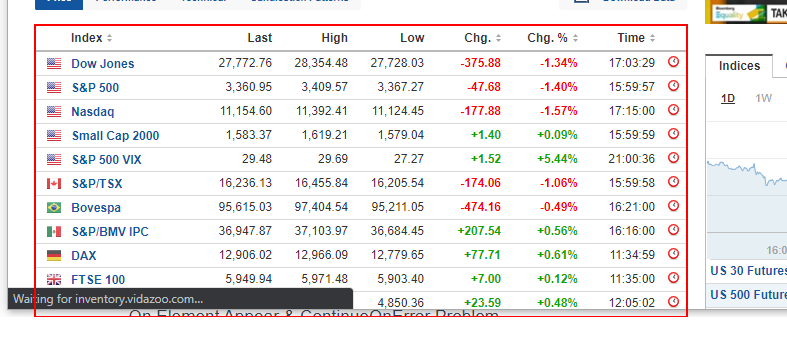 Index Last High Low Chg. Chg. % Time
Dow Jones 27,772.76 28,354.48 27,728.03 -375.88 -1.34% 17:03:29
S&P 500 3,360.95 3,409.57 3,367.27 -47.68 -1.40% 15:59:57
Nasdaq 11,154.60 11,392.41 11,124.45 -177.88 -1.57% 17:15:00
Small Cap 2000 1,583.37 1,619.21 1,579.04 +1.40 +0.09% 15:59:59
S&P 500 VIX 29.48 29.69 27.27 +1.52 +5.44% 21:00:36
S&P/TSX 16,236.13 16,455.84 16,205.54 -174.06 -1.06% 15:59:58
Bovespa 95,615.03 97,404.54 95,211.05 -474.16 -0.49% 16:21:00
S&P/BMV IPC 36,947.87 37,103.97 36,684.45 +207.54 +0.56% 16:16:00
DAX 12,906.02 12,966.09 12,779.65 +77.71 +0.61% 11:34:59
FTSE 100 5,949.94 5,971.48 5,903.40 +7.00 +0.12% 11:35:00
4,850.36 +23.59 +0.48% 12:05:02
Waiting for inventory.vidazoo.com...
On Element Appear & ContinueOnError Problem
Bloomberg
Equality
TAK
Indices
1D 1W
16:0
US 30 Futures
US 500 Future